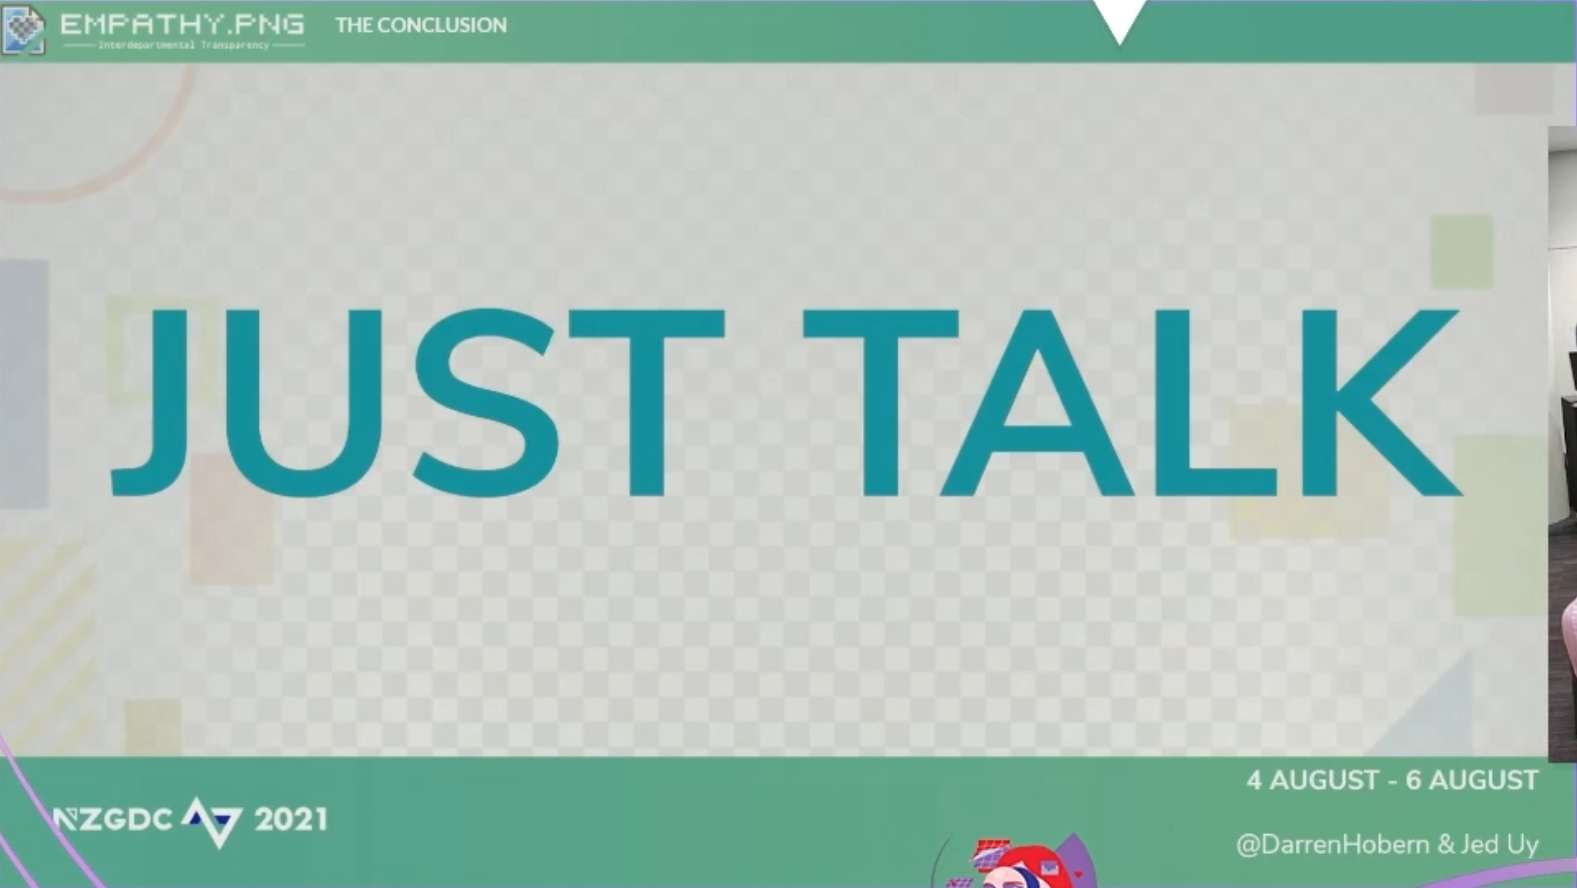 EMPATHY.PNG
Interdepartmental Transparency
THE CONCLUSION
JUST TALK
NZGDC 2021
4 AUGUST - 6 AUGUST
@DarrenHobern & Jed Uy